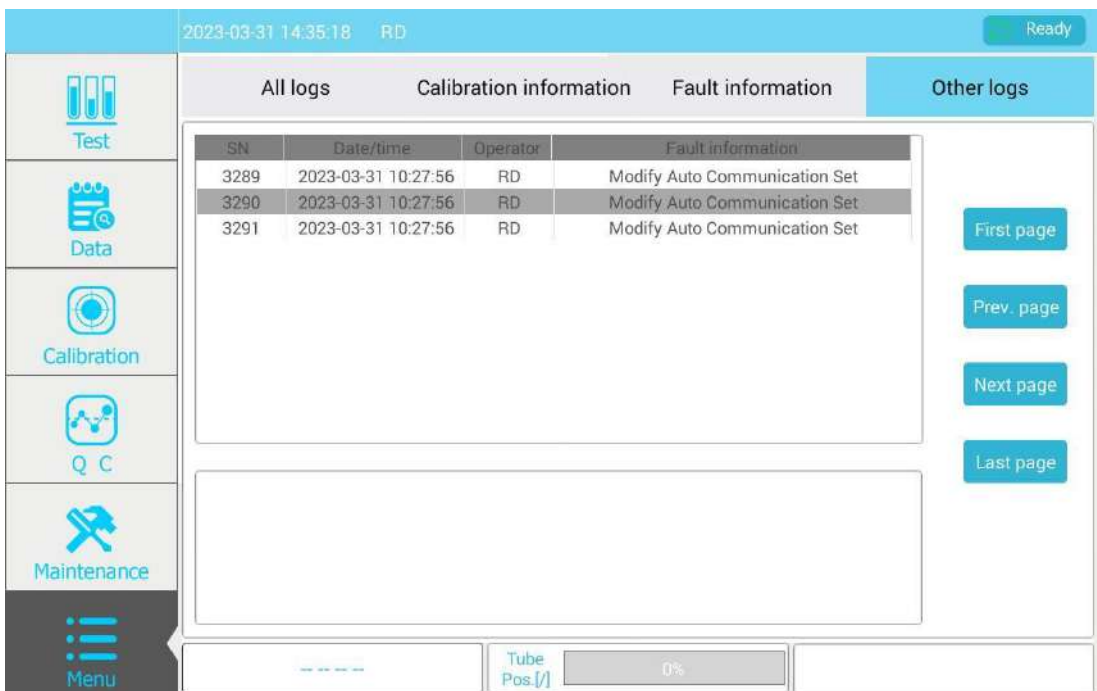 2023-03-31 14:35:18 RD Ready
Test
Data
Calibration
Q C
Maintenance
Menu
All logs Calibration information Fault information Other logs
SN Date/time Operator Fault information
3289 2023-03-31 10:27:56 RD Modify Auto Communication Set
3290 2023-03-31 10:27:56 RD Modify Auto Communication Set
3291 2023-03-31 10:27:56 RD Modify Auto Communication Set
First page
Prev. page
Next page
Last page
-- -- -- --
Tube
Pos.[/]
0%